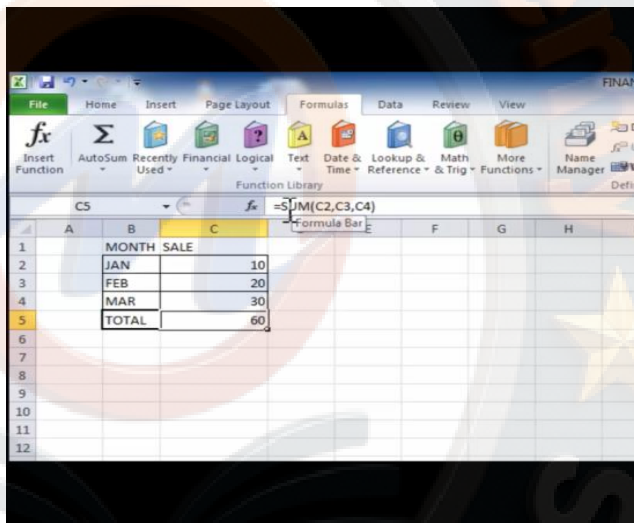 FINAN
File Home Insert Page Layout Formulas Data Review View
fx Σ A θ
Insert Function AutoSum Recently Used Financial Logical Text Date & Time Lookup & Reference Math & Trig More Functions Name Manager
Function Library Defi
C5 fx =SUM(C2,C3,C4)
Formula Bar
A B C E F G H
1 MONTH SALE
2 JAN 10
3 FEB 20
4 MAR 30
5 TOTAL 60
6
7
8
9
10
11
12